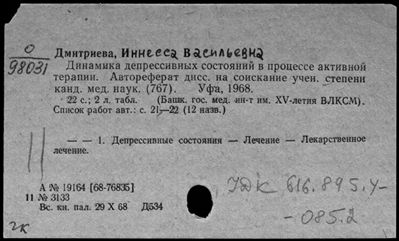 О
98031
Дмитриева, Иннесса Васильевна
Динамика депрессивных состояний в процессе активной
терапии. Автореферат дисс. на соискание учен. степени
канд. мед. наук. (767). Уфа, 1968.
22 с.; 2 л. табл. (Башк. гос. мед. ин-т им. XV-летия ВЛКСМ).
Список работ авт.: с. 21—22 (12 назв.)
— — 1. Депрессивные состояния — Лечение — Лекарственное
лечение.
А № 19164 [68-76835]
11 № 3133
Вс. кн. пал. 29 X 68 Д534
УДК 616.895.4-
-085.2
гк